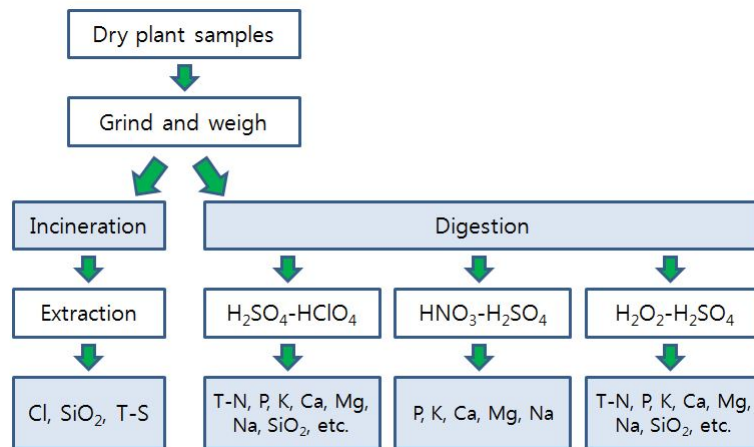 Dry plant samples
Grind and weigh
Incineration
Digestion
Extraction
H₂SO₄-HClO₄
HNO₃-H₂SO₄
H₂O₂-H₂SO₄
Cl, SiO₂, T-S
T-N, P, K, Ca, Mg,
Na, SiO₂, etc.
P, K, Ca, Mg, Na
T-N, P, K, Ca, Mg,
Na, SiO₂, etc.